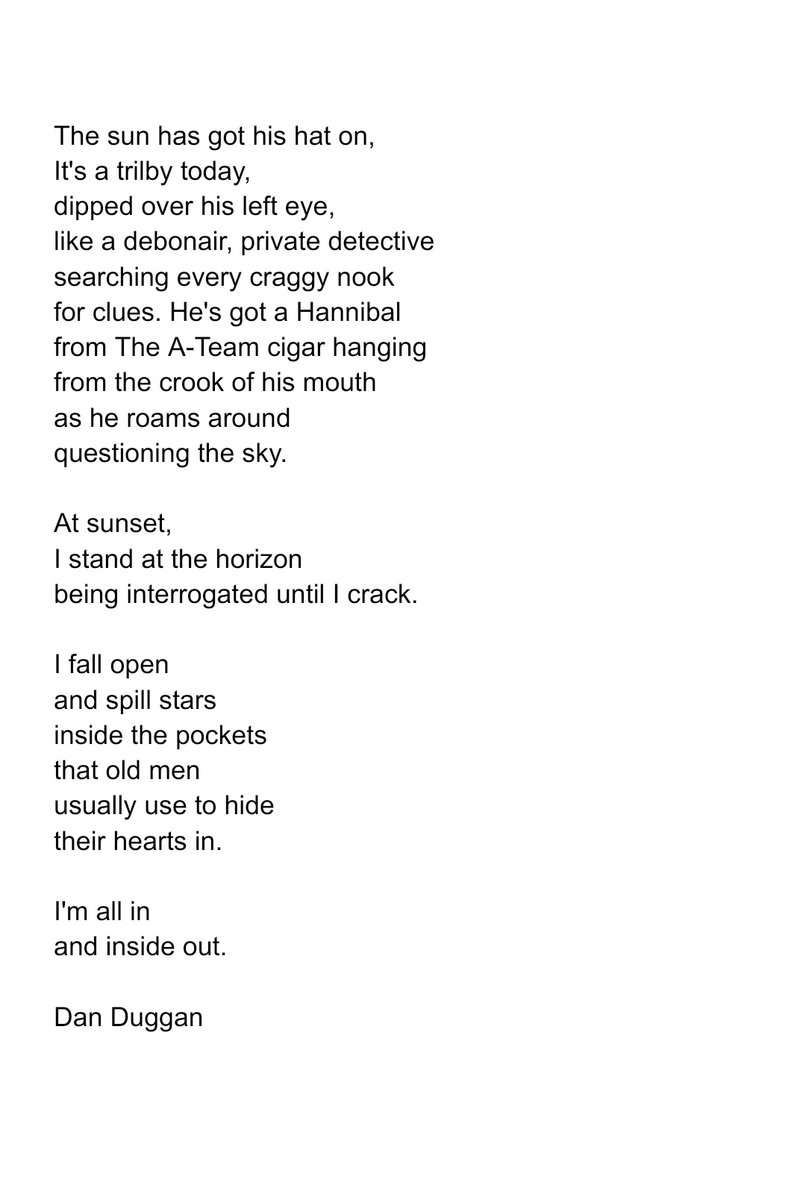 The sun has got his hat on,
It's a trilby today,
dipped over his left eye,
like a debonair, private detective
searching every craggy nook
for clues. He's got a Hannibal
from The A-Team cigar hanging
from the crook of his mouth
as he roams around
questioning the sky.
At sunset,
I stand at the horizon
being interrogated until I crack.
I fall open
and spill stars
inside the pockets
that old men
usually use to hide
their hearts in.
I'm all in
and inside out.
Dan Duggan